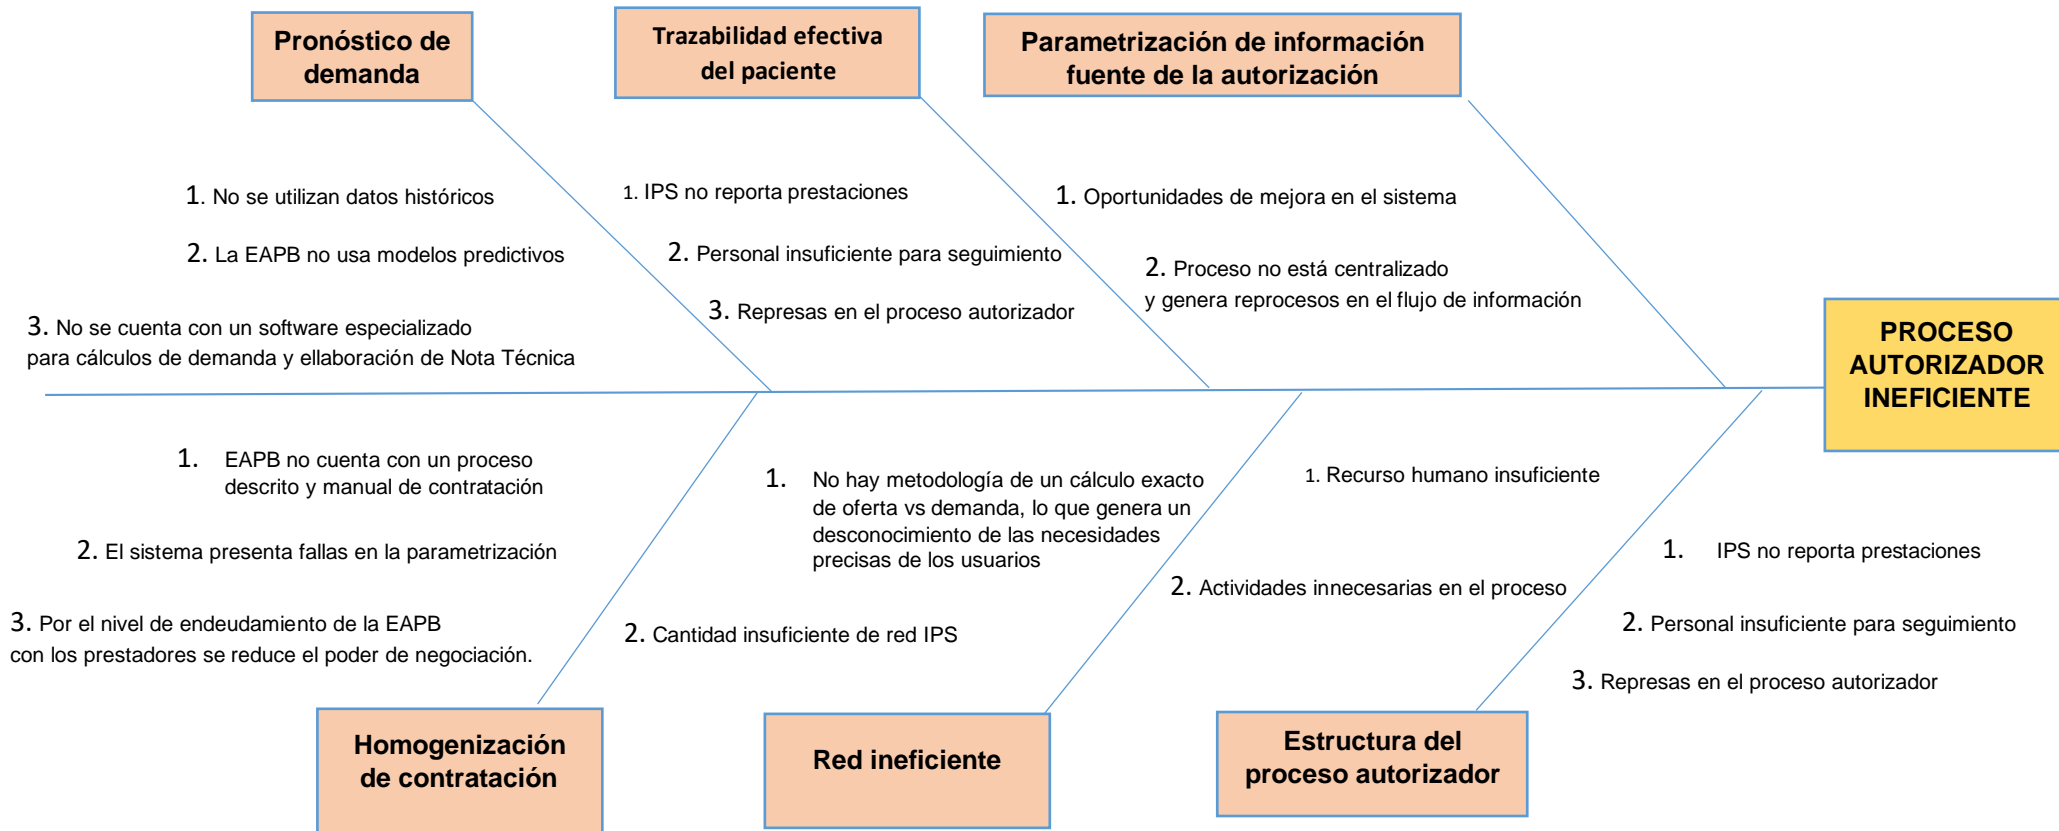 Pronóstico de
demanda
Trazabilidad efectiva
del paciente
Parametrización de información
fuente de la autorización
1. No se utilizan datos históricos
2. La EAPB no usa modelos predictivos
3. No se cuenta con un software especializado
para cálculos de demanda y ellaboración de Nota Técnica
1. IPS no reporta prestaciones
2. Personal insuficiente para seguimiento
3. Represas en el proceso autorizador
1. Oportunidades de mejora en el sistema
2. Proceso no está centralizado
y genera reprocesos en el flujo de información
PROCESO
AUTORIZADOR
INEFICIENTE
1. EAPB no cuenta con un proceso
descrito y manual de contratación
2. El sistema presenta fallas en la parametrización
3. Por el nivel de endeudamiento de la EAPB
con los prestadores se reduce el poder de negociación.
1. No hay metodología de un cálculo exacto
de oferta vs demanda, lo que genera un
desconocimiento de las necesidades
precisas de los usuarios
2. Cantidad insuficiente de red IPS
1. Recurso humano insuficiente
2. Actividades innecesarias en el proceso
1. IPS no reporta prestaciones
2. Personal insuficiente para seguimiento
3. Represas en el proceso autorizador
Homogenización
de contratación
Red ineficiente
Estructura del
proceso autorizador